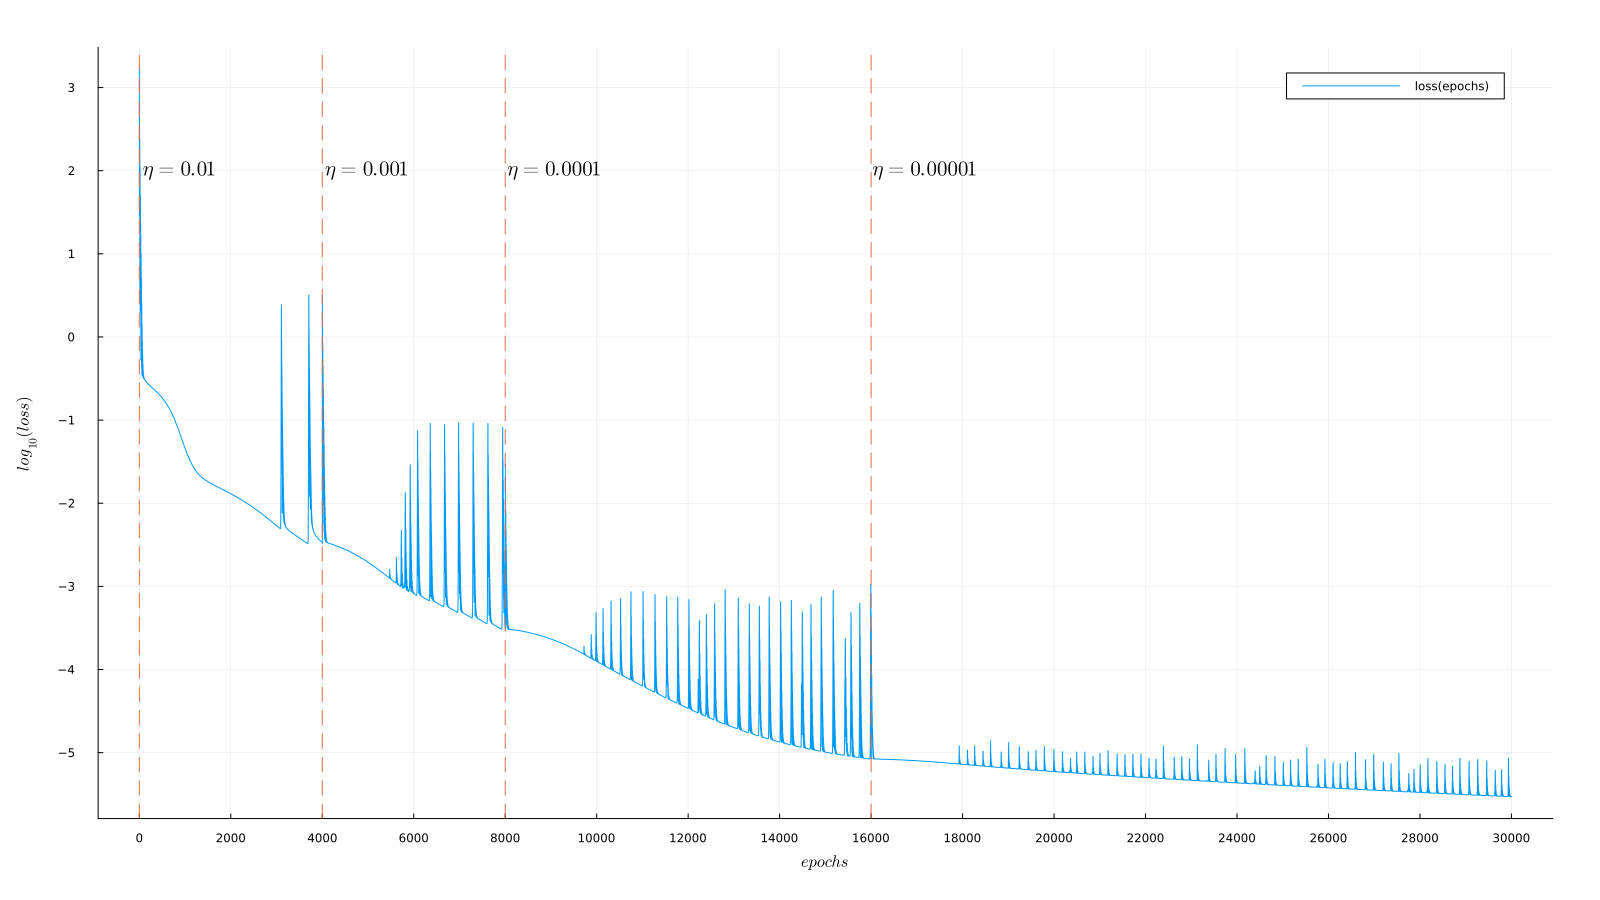 loss(epochs)
3
2
1
0
−1
−2
−3
−4
−5
η = 0.01
η = 0.001
η = 0.0001
η = 0.00001
log₁₀(loss)
0 2000 4000 6000 8000 10000 12000 14000 16000 18000 20000 22000 24000 26000 28000 30000
epochs